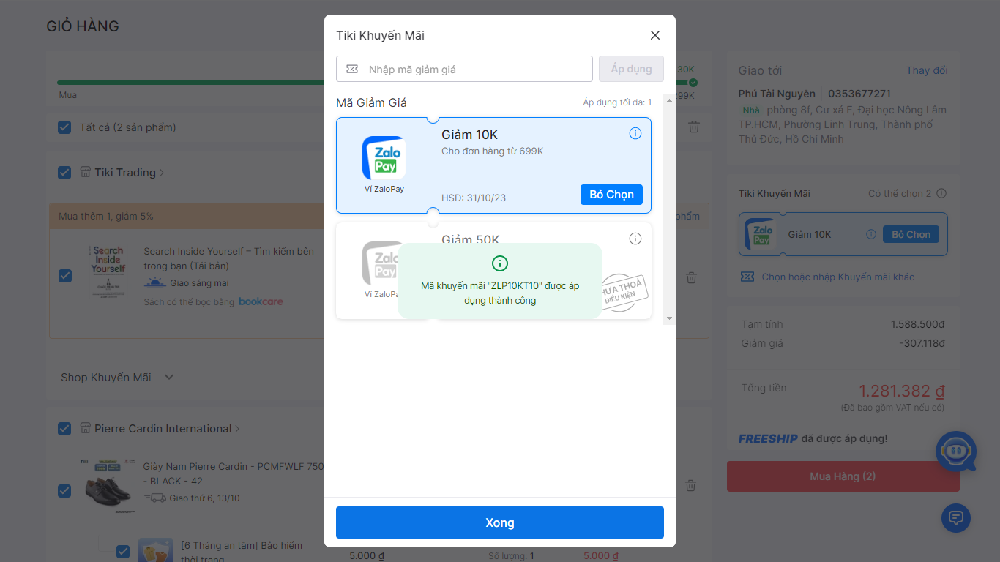 GIỎ HÀNG
30K
Mua
299K
Tất cả (2 sản phẩm)
Tiki Trading
Mua thêm 1, giảm 5%
phẩm
Search Inside Yourself
Search Inside Yourself – Tìm kiếm bên
trong bạn (Tái bản)
Giao sáng mai
Sách có thể bọc bằng bookcare
Shop Khuyến Mãi
Pierre Cardin International
Giày Nam Pierre Cardin - PCMFWLF 750
- BLACK - 42
Giao thứ 6, 13/10
[6 Tháng an tâm] Bảo hiểm
thời trang
5.000 ₫
Số lượng: 1
5.000 ₫
Tiki Khuyến Mãi
Nhập mã giảm giá
Áp dụng
Mã Giảm Giá
Áp dụng tối đa: 1
Zalo
Pay
Ví ZaloPay
Giảm 10K
Cho đơn hàng từ 699K
HSD: 31/10/23
Bỏ Chọn
Giảm 50K
Ví ZaloPa
Mã khuyến mãi "ZLP10KT10" được áp
dụng thành công
HƯA THOẢ
ĐIỀU KIỆN
Xong
Giao tới
Thay đổi
Phú Tài Nguyễn
0353677271
Nhà phòng 8f, Cư xá F, Đại học Nông Lâm
TP.HCM, Phường Linh Trung, Thành phố
Thủ Đức, Hồ Chí Minh
Tiki Khuyến Mãi
Có thể chọn 2
Zalo
Pay
Giảm 10K
Bỏ Chọn
Chọn hoặc nhập Khuyến mãi khác
Tạm tính
1.588.500đ
Giảm giá
-307.118đ
Tổng tiền
1.281.382 ₫
(Đã bao gồm VAT nếu có)
FREESHIP đã được áp dụng!
Mua Hàng (2)